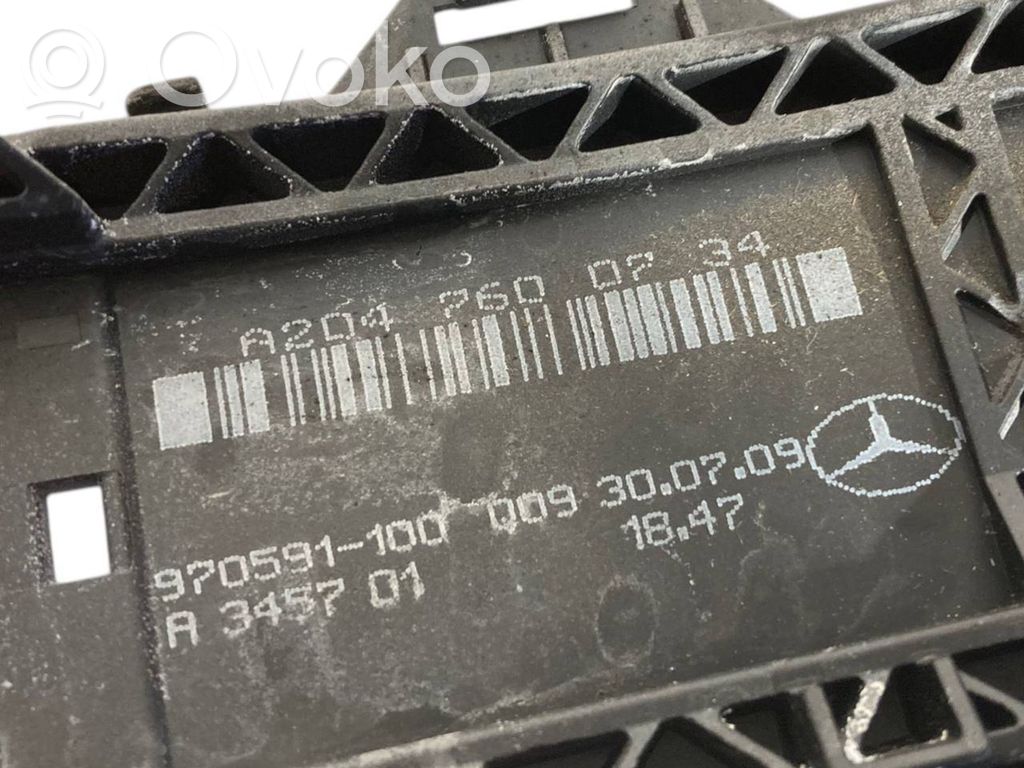 Ovoko
A204 760 07 34
970591-100 009 30.07.09
A 3457 01 18.47